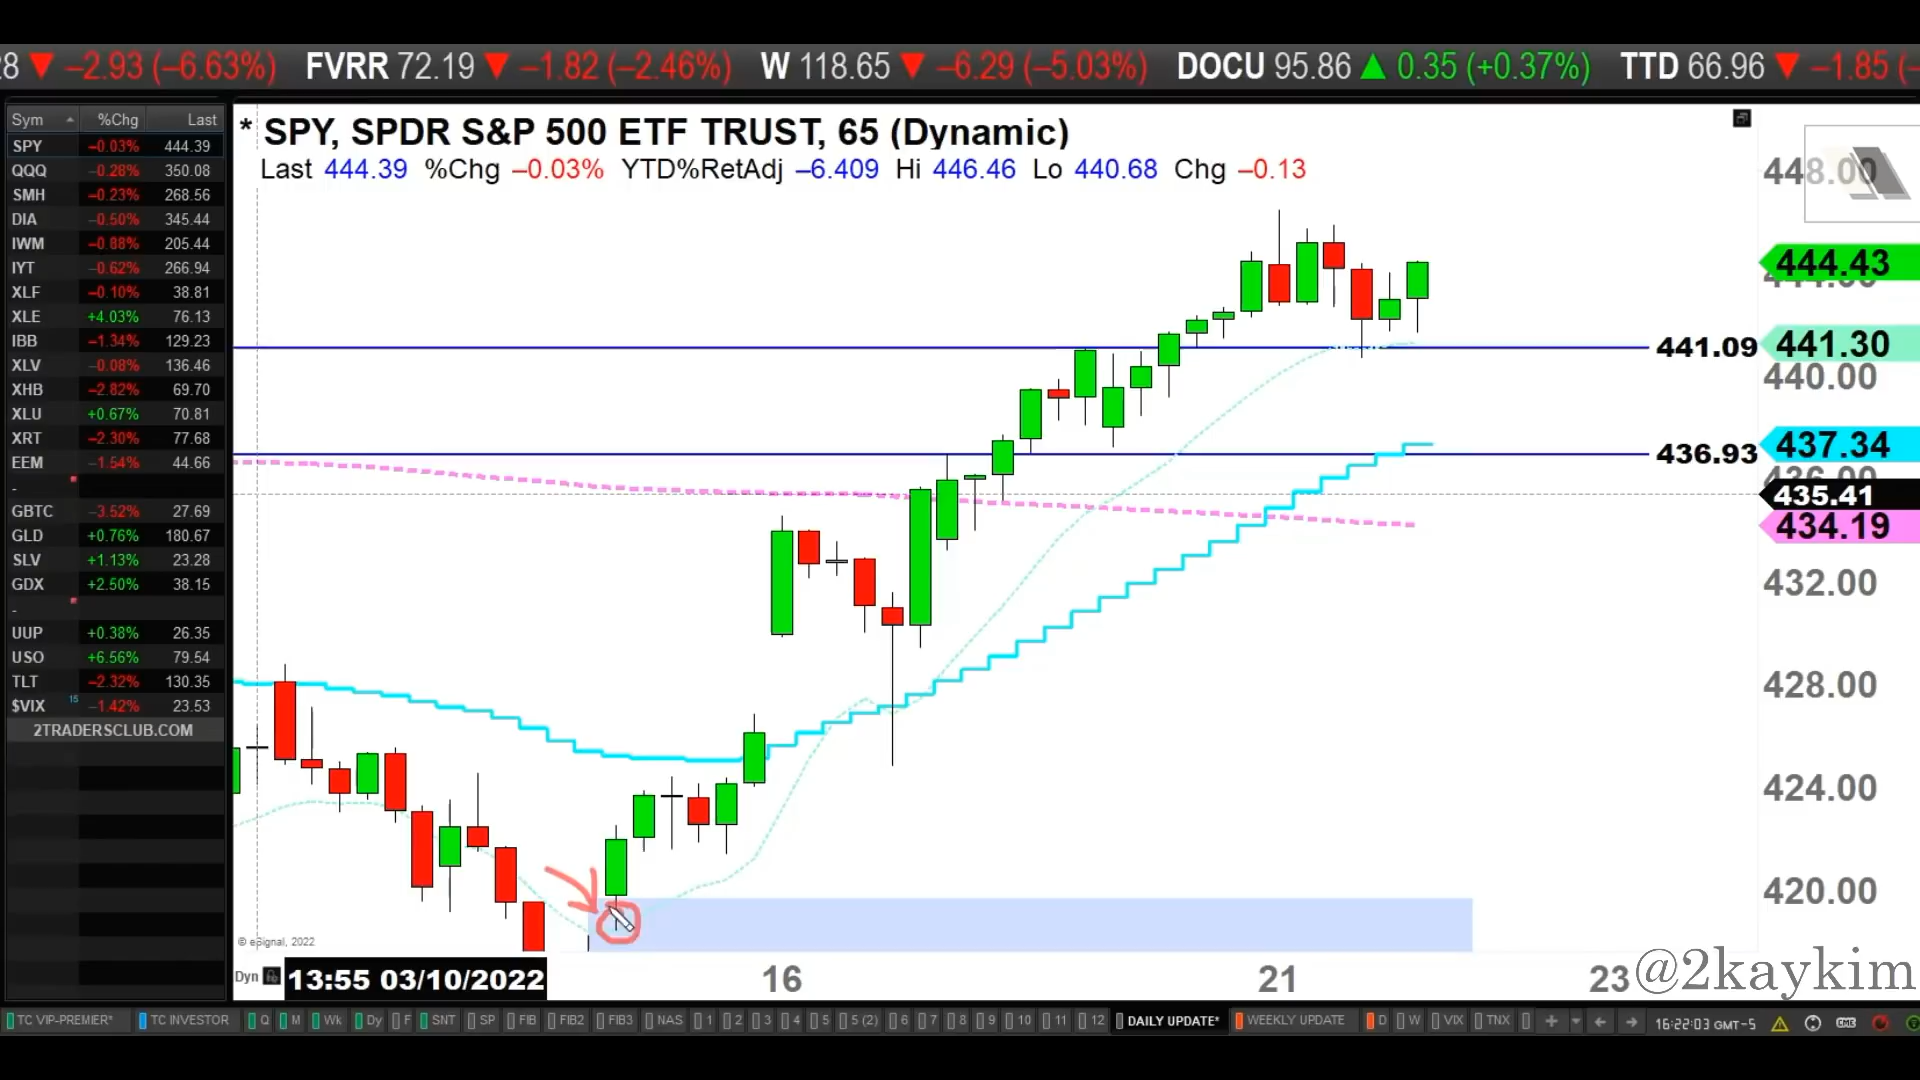 8 ▼ –2.93 (–6.63%) FVRR 72.19 ▼ –1.82 (–2.46%) W 118.65 ▼ –6.29 (–5.03%) DOCU 95.86 ▲ 0.35 (+0.37%) TTD 66.96 ▼ –1.85 (–
Sym %Chg Last
SPY –0.03% 444.39
QQQ –0.28% 350.08
SMH –0.23% 268.56
DIA –0.50% 345.44
IWM –0.88% 205.44
IYT –0.62% 266.94
XLF –0.10% 38.81
XLE +4.03% 76.13
IBB –1.34% 129.23
XLV –0.08% 136.46
XHB –2.82% 69.70
XLU +0.67% 70.81
XRT –2.30% 77.68
EEM –1.54% 44.66
-
GBTC –3.52% 27.69
GLD +0.76% 180.67
SLV +1.13% 23.28
GDX +2.50% 38.15
-
UUP +0.38% 26.35
USO +6.56% 79.54
TLT –2.32% 130.35
$VIX 15 –1.42% 23.53
2TRADERSCLUB.COM
* SPY, SPDR S&P 500 ETF TRUST, 65 (Dynamic)
Last 444.39 %Chg –0.03% YTD%RetAdj –6.409 Hi 446.46 Lo 440.68 Chg –0.13
448.00
444.43
444.00
441.09 441.30
440.00
436.93 437.34
436.00
435.41
434.19
432.00
428.00
424.00
420.00
© eSignal, 2022
Dyn 13:55 03/10/2022 16 21 23
@2kaykim
TC VIP-PREMIER* TC INVESTOR Q M Wk Dy F SNT SP FIB FIB2 FIB3 NAS 1 2 3 4 5 5 (2) 6 7 8 9 10 11 12 DAILY UPDATE* WEEKLY UPDATE D W VIX TNX 16:22:03 GMT-5 CME